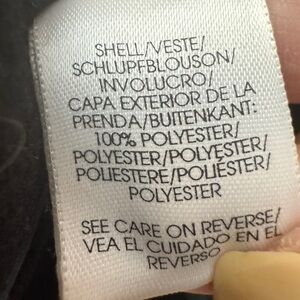 SHELL/VESTE/
SCHLUPFBLOUSON/
INVOLUCRO/
CAPA EXTERIOR DE LA
PRENDA/BUITENKANT:
100% POLYESTER/
POLYESTER/POLYESTER/
POLIESTERE/POLIÉSTER/
POLYESTER
SEE CARE ON REVERSE/
VEA EL CUIDADO EN EL
REVERSO